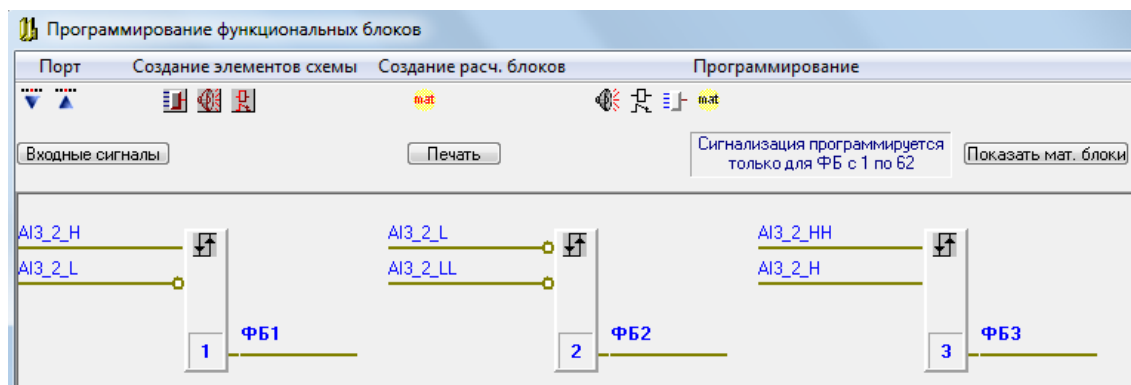 Программирование функциональных блоков
Порт Создание элементов схемы Создание расч. блоков Программирование
mat mat
Входные сигналы Печать Сигнализация программируется только для ФБ с 1 по 62 Показать мат. блоки
AI3_2_H AI3_2_L AI3_2_HH
AI3_2_L AI3_2_LL AI3_2_H
1 ФБ1 2 ФБ2 3 ФБ3